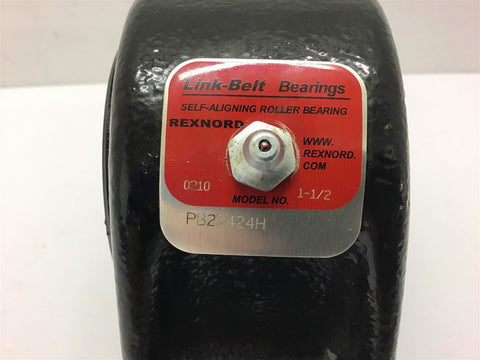 Link-Belt Bearings
SELF-ALIGNING ROLLER BEARING
REXNORD
WWW.
REXNORD.
COM
0210
MODEL NO.
1-1/2
PB22424H